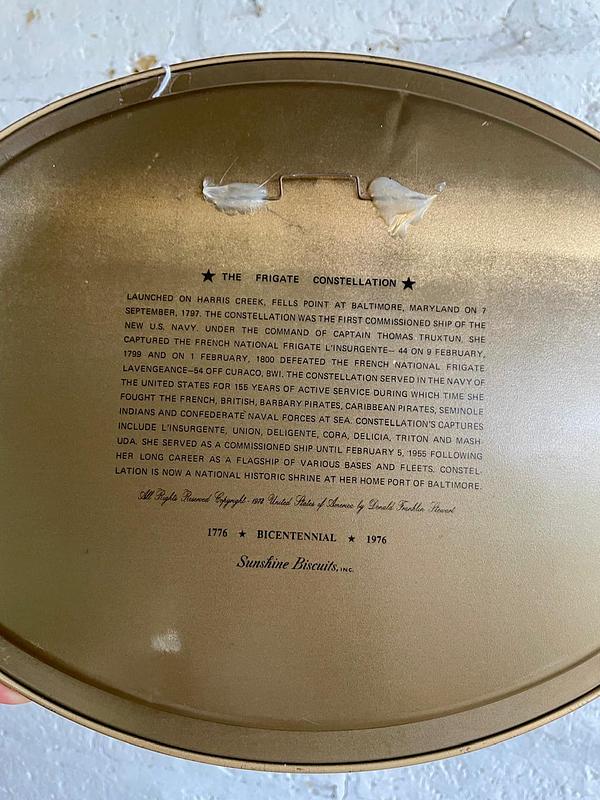 ★ THE FRIGATE CONSTELLATION ★
LAUNCHED ON HARRIS CREEK, FELLS POINT AT BALTIMORE, MARYLAND ON 7
SEPTEMBER, 1797. THE CONSTELLATION WAS THE FIRST COMMISSIONED SHIP OF THE
NEW U.S. NAVY. UNDER THE COMMAND OF CAPTAIN THOMAS TRUXTUN. SHE
CAPTURED THE FRENCH NATIONAL FRIGATE L'INSURGENTE-- 44 ON 9 FEBRUARY,
1799 AND ON 1 FEBRUARY, 1800 DEFEATED THE FRENCH NATIONAL FRIGATE
LAVENGEANCE-54 OFF CURACO, BWI. THE CONSTELLATION SERVED IN THE NAVY OF
THE UNITED STATES FOR 155 YEARS OF ACTIVE SERVICE DURING WHICH TIME SHE
FOUGHT THE FRENCH, BRITISH, BARBARY PIRATES, CARIBBEAN PIRATES, SEMINOLE
INDIANS AND CONFEDERATE NAVAL FORCES AT SEA. CONSTELLATION'S CAPTURES
INCLUDE L'INSURGENTE, UNION, DELIGENTE, CORA, DELICIA, TRITON AND MASH-
UDA. SHE SERVED AS A COMMISSIONED SHIP UNTIL FEBRUARY 5, 1955 FOLLOWING
HER LONG CAREER AS A FLAGSHIP OF VARIOUS BASES AND FLEETS. CONSTEL-
LATION IS NOW A NATIONAL HISTORIC SHRINE AT HER HOME PORT OF BALTIMORE.
All Rights Reserved Copyright - 1972 United States of America by Donald Franklin Stewart
1776 ★ BICENTENNIAL ★ 1976
Sunshine Biscuits, INC.